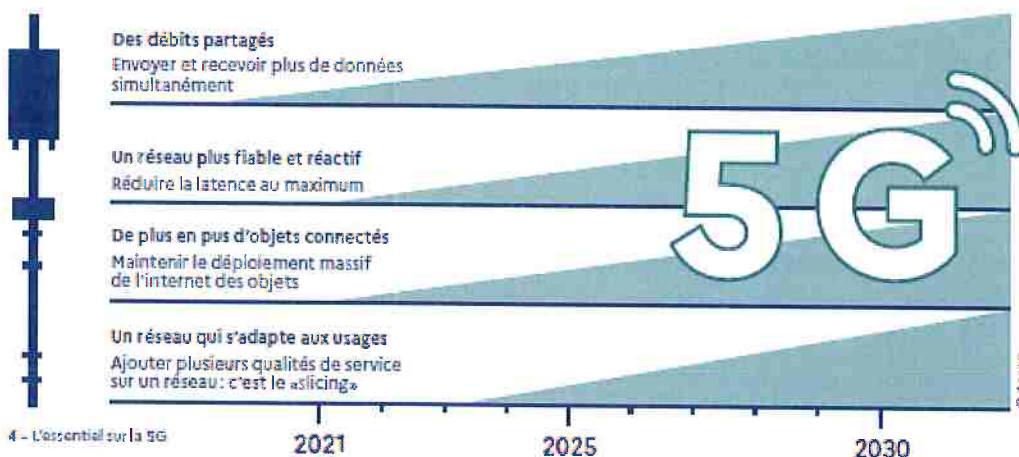 Des débits partagés
Envoyer et recevoir plus de données
simultanément
Un réseau plus fiable et réactif
Réduire la latence au maximum
De plus en pus d'objets connectés
Maintenir le déploiement massif
de l'internet des objets
Un réseau qui s'adapte aux usages
Ajouter plusieurs qualités de service
sur un réseau: c'est le «slicing»
5G
2021
2025
2030
4 - L'essentiel sur la 5G